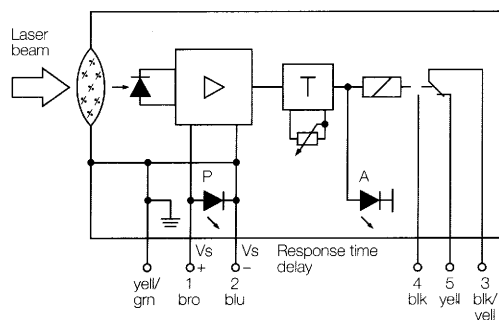 Laser
beam
T
P
A
Vs
Vs
Response time
delay
+
−
yell/
grn
1
bro
2
blu
4
blk
5
yell
3
blk/
yell